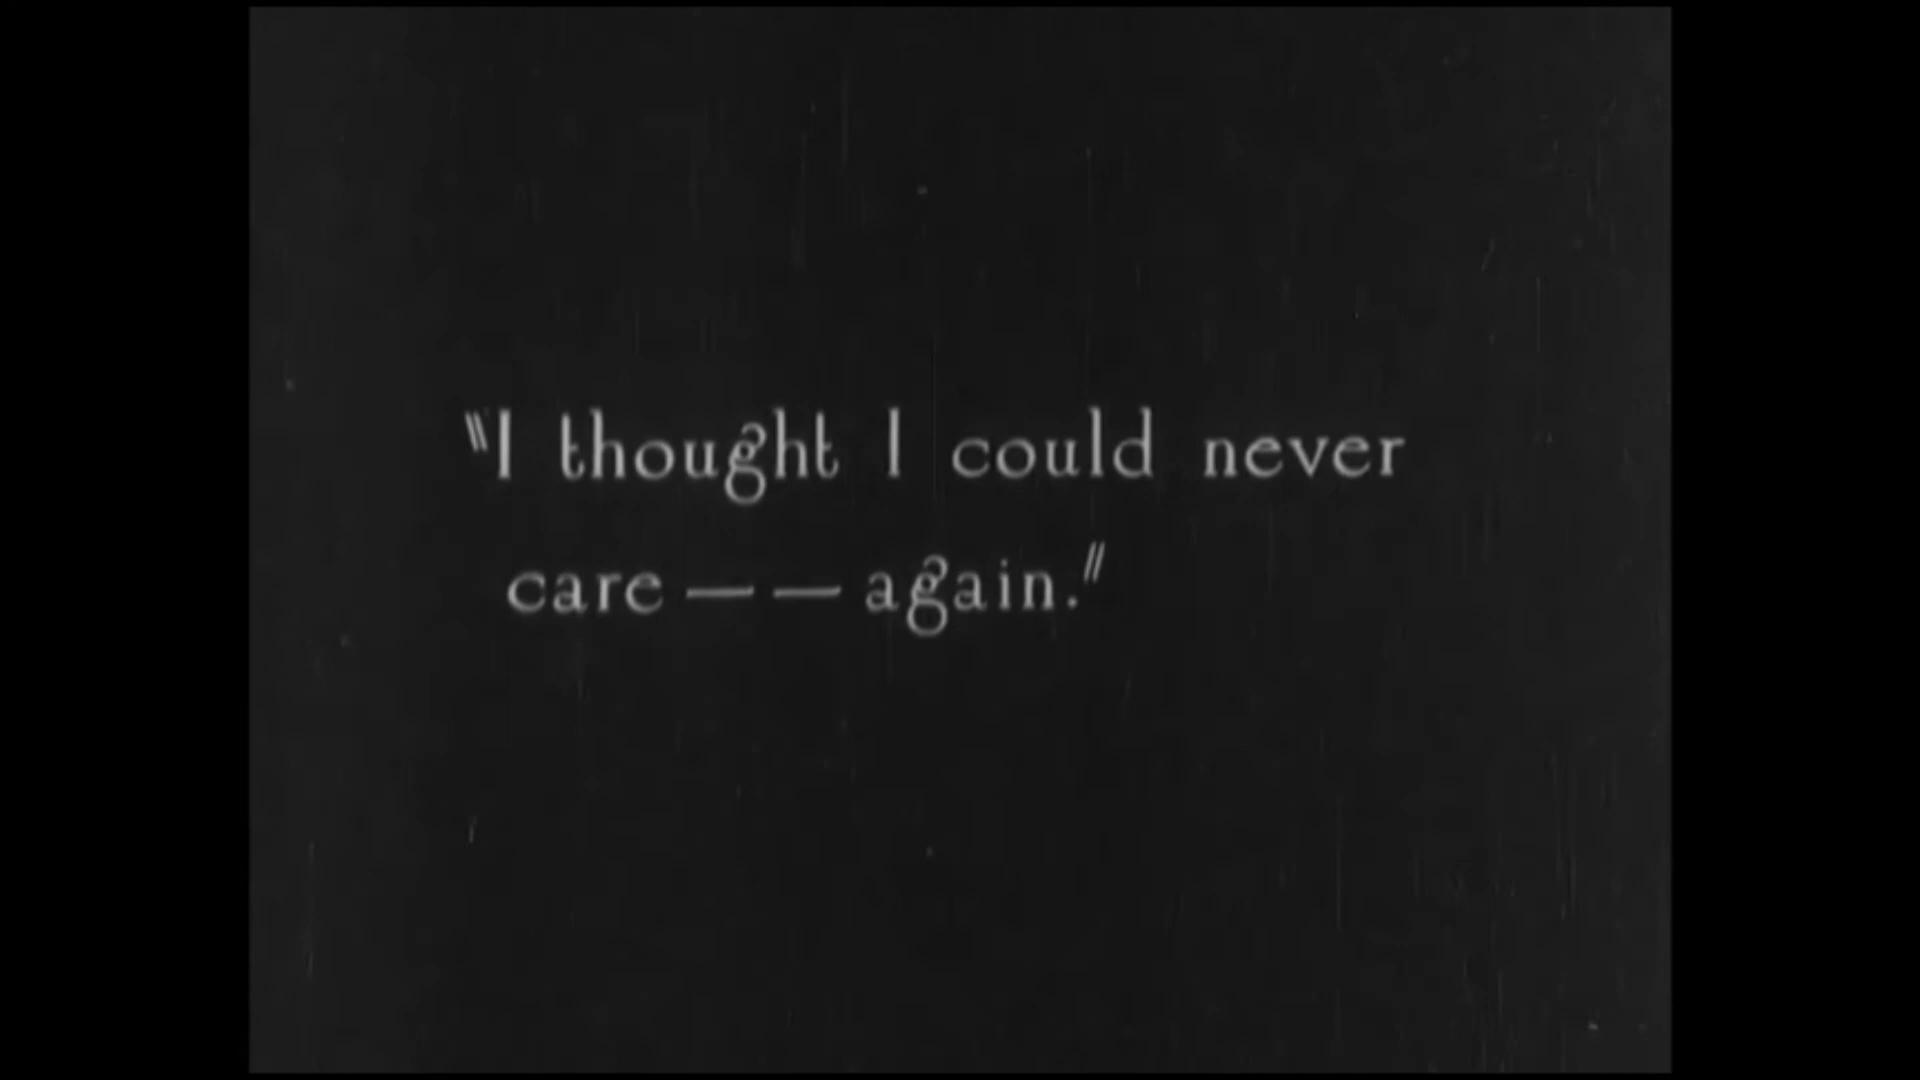 "I thought I could never
care — — again."